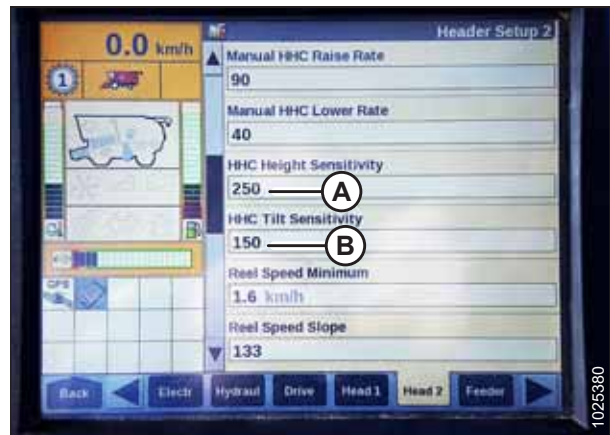 0.0 km/h
Header Setup 2
1
Manual HHC Raise Rate
90
Manual HHC Lower Rate
40
HHC Height Sensitivity
250
A
HHC Tilt Sensitivity
150
B
Reel Speed Minimum
1.6 km/h
Reel Speed Slope
133
GPS
Back
Electr
Hydraul
Drive
Head 1
Head 2
Feeder
1025380